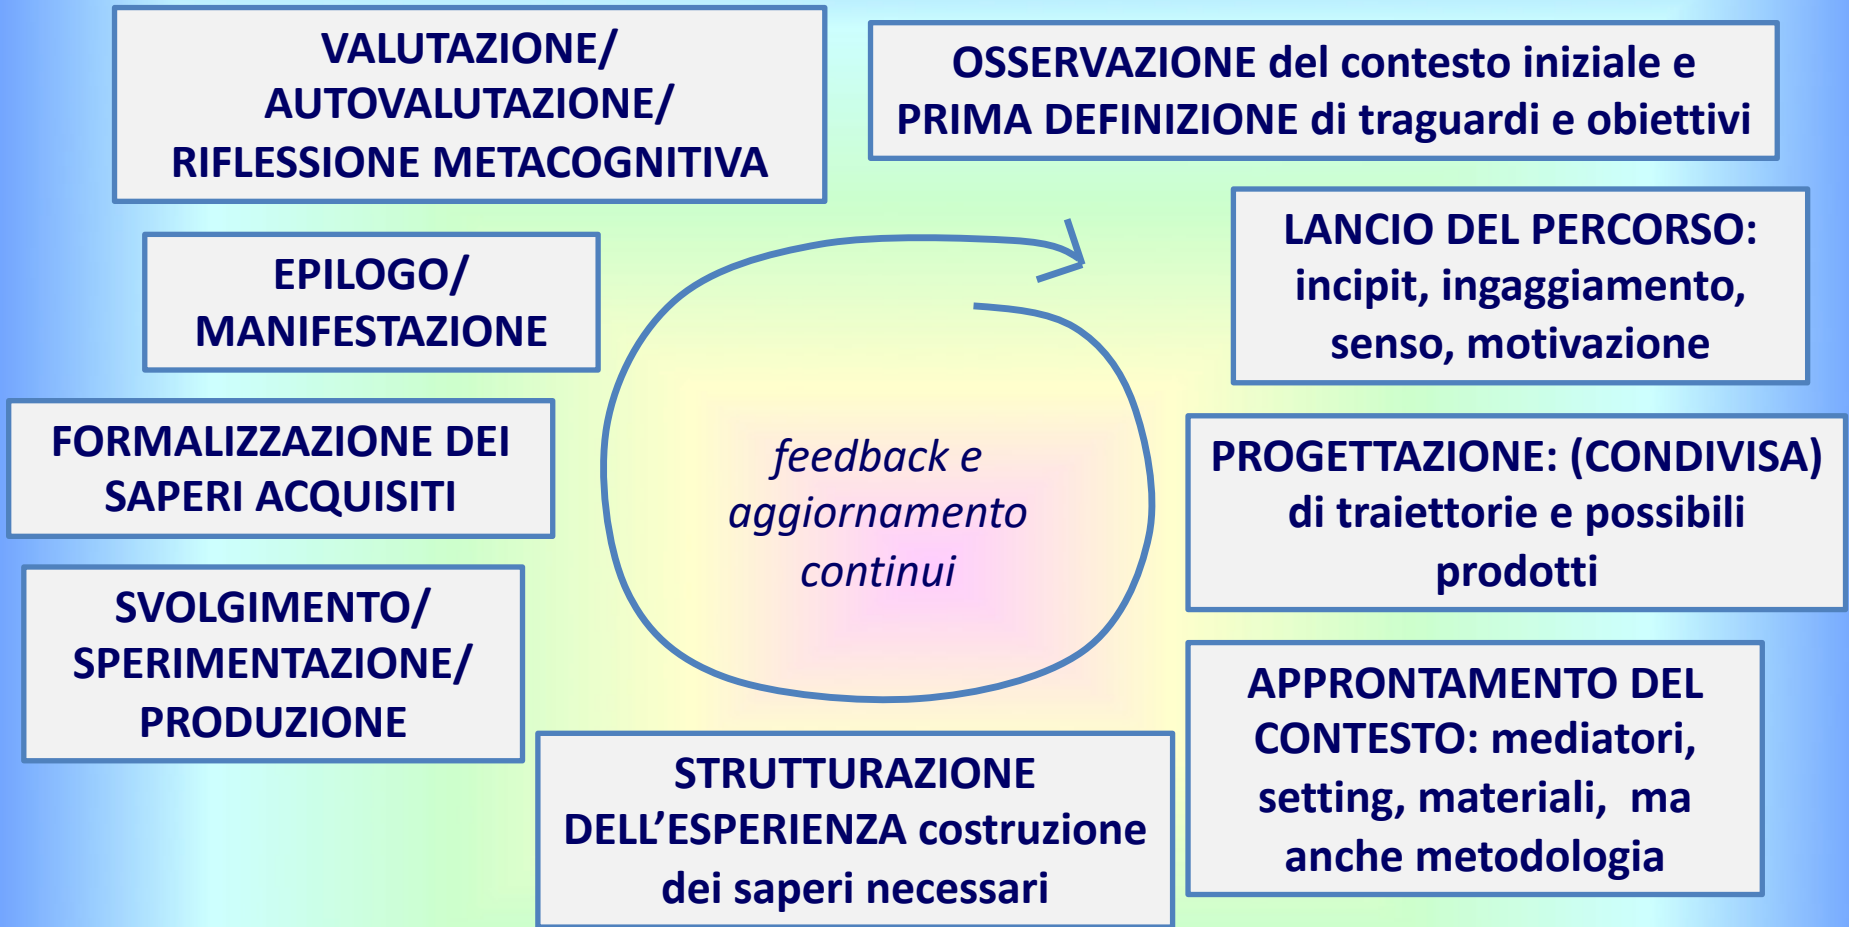 VALUTAZIONE/
AUTOVALUTAZIONE/
RIFLESSIONE METACOGNITIVA
OSSERVAZIONE del contesto iniziale e
PRIMA DEFINIZIONE di traguardi e obiettivi
LANCIO DEL PERCORSO:
incipit, ingaggiamento,
senso, motivazione
EPILOGO/
MANIFESTAZIONE
FORMALIZZAZIONE DEI
SAPERI ACQUISITI
feedback e
aggiornamento
continui
PROGETTAZIONE: (CONDIVISA)
di traiettorie e possibili
prodotti
SVOLGIMENTO/
SPERIMENTAZIONE/
PRODUZIONE
APPRONTAMENTO DEL
CONTESTO: mediatori,
setting, materiali,  ma
anche metodologia
STRUTTURAZIONE
DELL’ESPERIENZA costruzione
dei saperi necessari